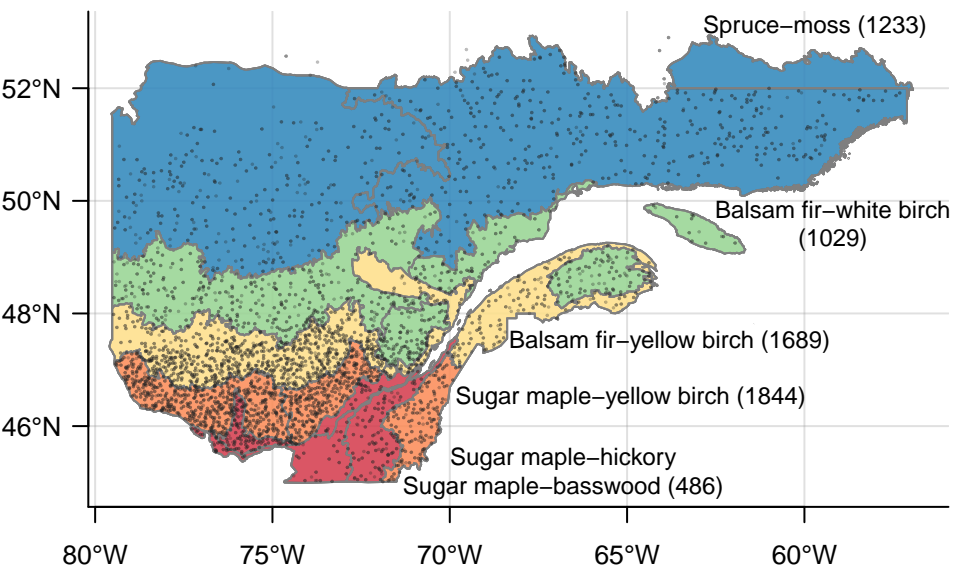 Spruce−moss (1233)
52°N
50°N
Balsam fir−white birch
(1029)
48°N
Balsam fir−yellow birch (1689)
Sugar maple−yellow birch (1844)
46°N
Sugar maple−hickory
Sugar maple−basswood (486)
80°W 75°W 70°W 65°W 60°W